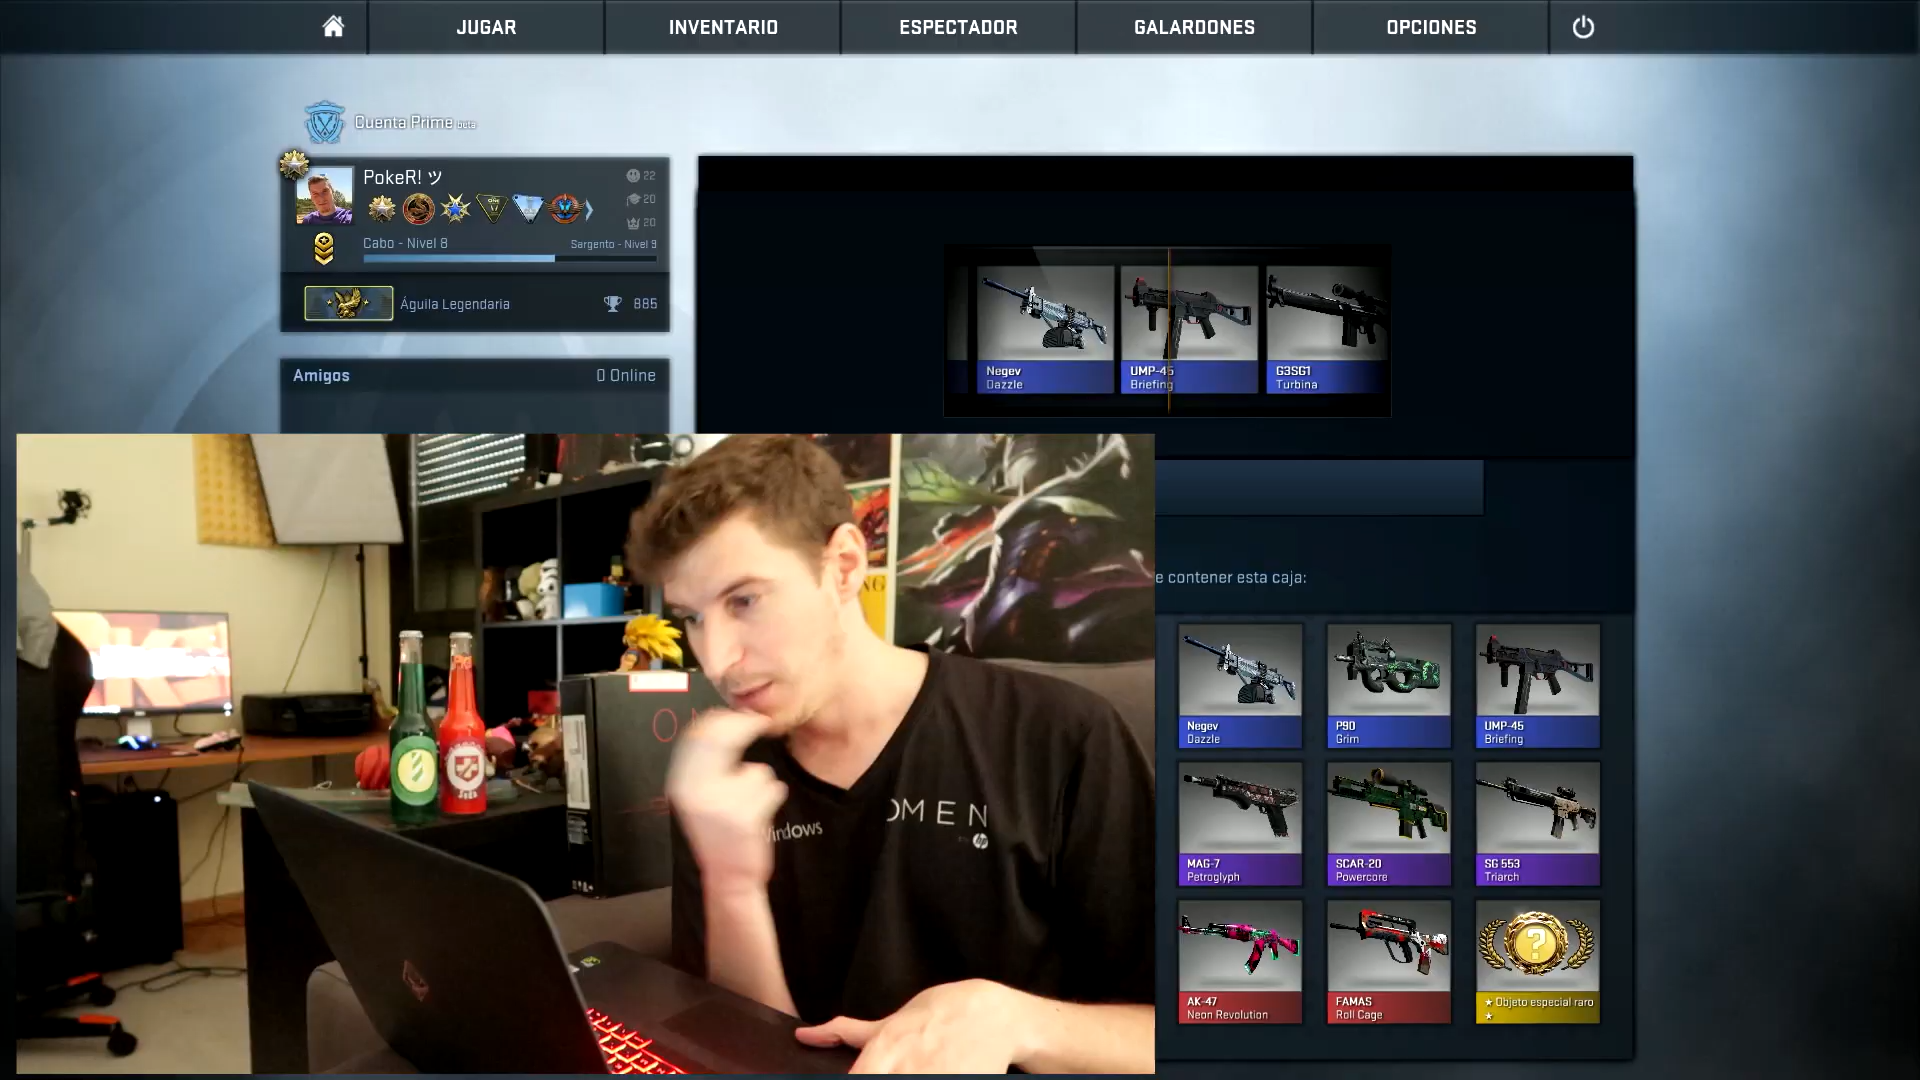 JUGAR
INVENTARIO
ESPECTADOR
GALARDONES
OPCIONES
Cuenta Prime beta
PokeR! ツ
22
20
20
Cabo - Nivel 8
Sargento - Nivel 9
Águila Legendaria
885
Amigos
0 Online
Negev
Dazzle
UMP-45
Briefing
G3SG1
Turbina
e contener esta caja:
Negev
Dazzle
P90
Grim
UMP-45
Briefing
MAG-7
Petroglyph
SCAR-20
Powercore
SG 553
Triarch
AK-47
Neon Revolution
FAMAS
Roll Cage
?
★ Objeto especial raro
★
OMEN
hp
Windows